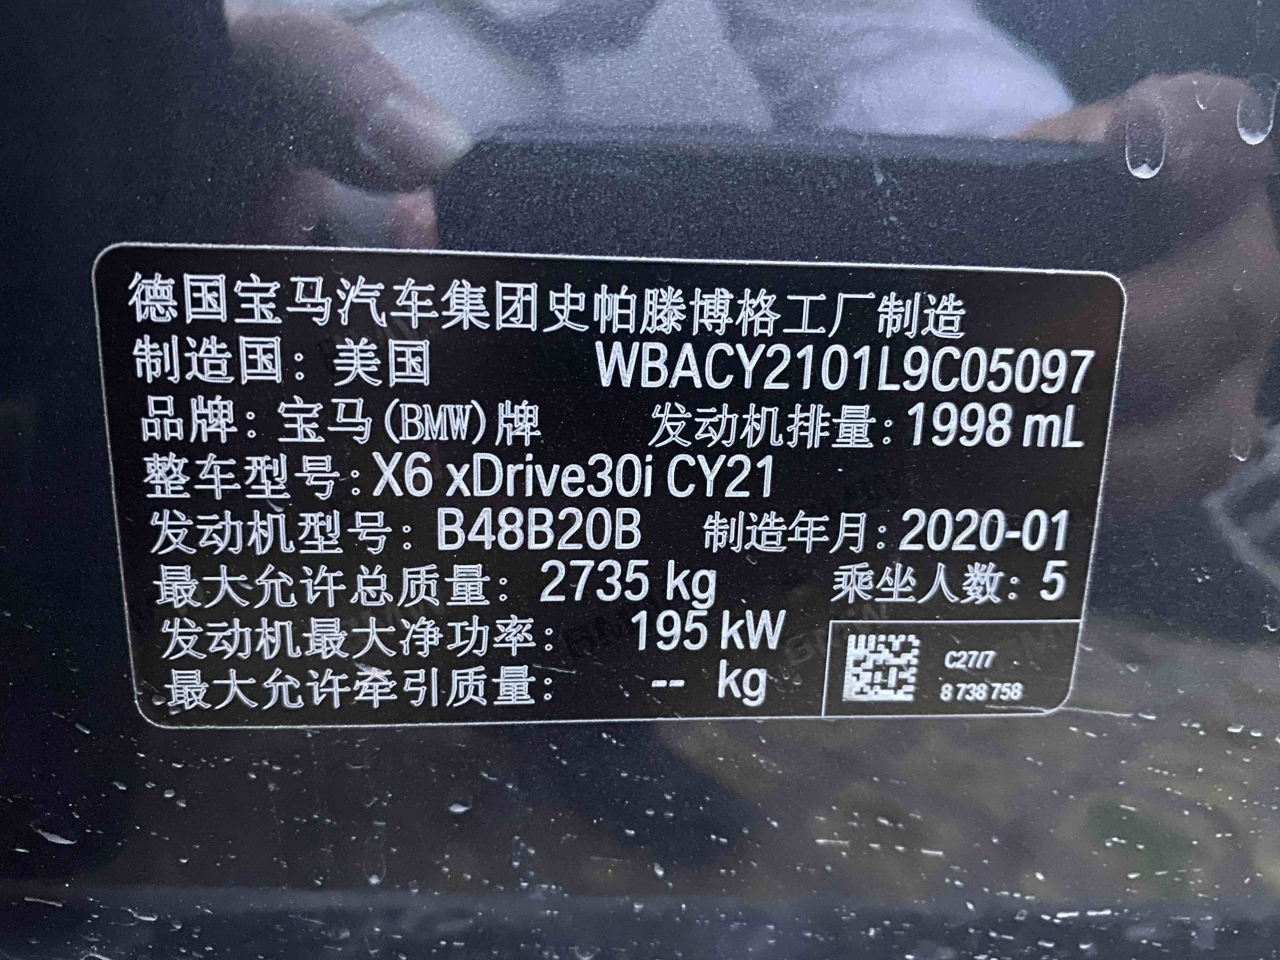 德国宝马汽车集团史帕滕博格工厂制造
制造国：美国 WBACY2101L9C05097
品牌：宝马(BMW)牌 发动机排量：1998 mL
整车型号：X6 xDrive30i CY21
发动机型号：B48B20B 制造年月：2020-01
最大允许总质量：2735 kg 乘坐人数：5
发动机最大净功率：195 kW
最大允许牵引质量：-- kg
C27/7
8 738 758